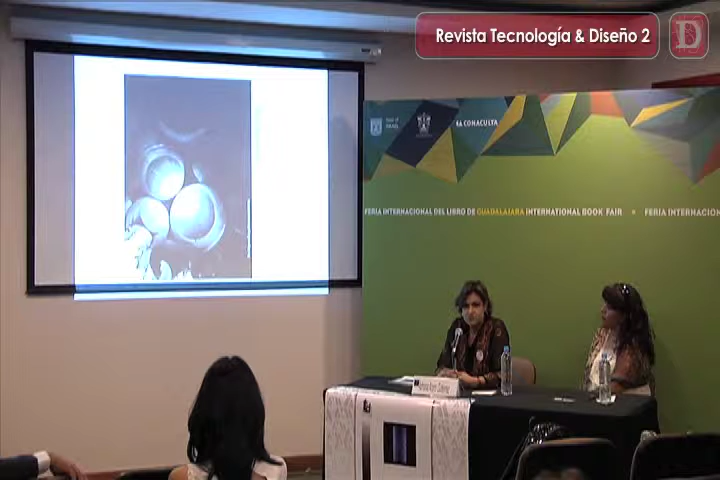 Revista Tecnología & Diseño 2
D
CONACULTA
FERIA INTERNACIONAL DEL LIBRO DE GUADALAJARA INTERNATIONAL BOOK FAIR • FERIA INTERNACION